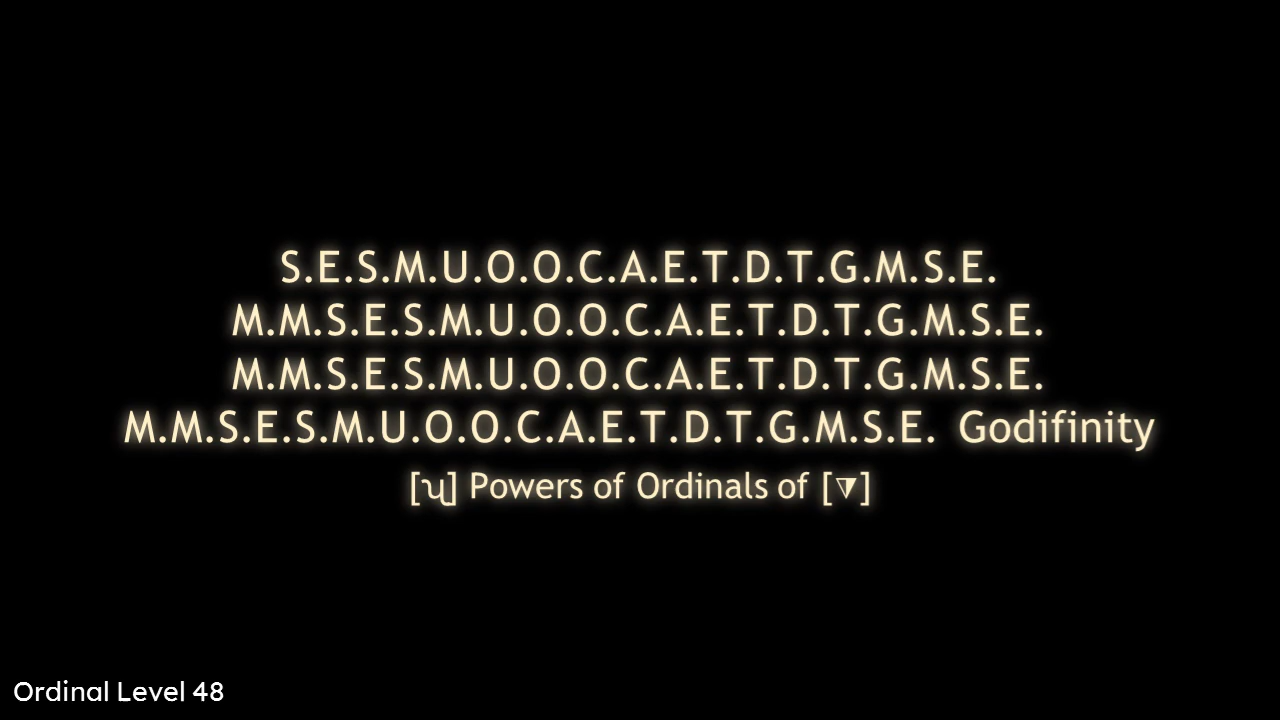 S.E.S.M.U.O.O.C.A.E.T.D.T.G.M.S.E.
M.M.S.E.S.M.U.O.O.C.A.E.T.D.T.G.M.S.E.
M.M.S.E.S.M.U.O.O.C.A.E.T.D.T.G.M.S.E.
M.M.S.E.S.M.U.O.O.C.A.E.T.D.T.G.M.S.E. Godifinity
[] Powers of Ordinals of [⧩]
Ordinal Level 48